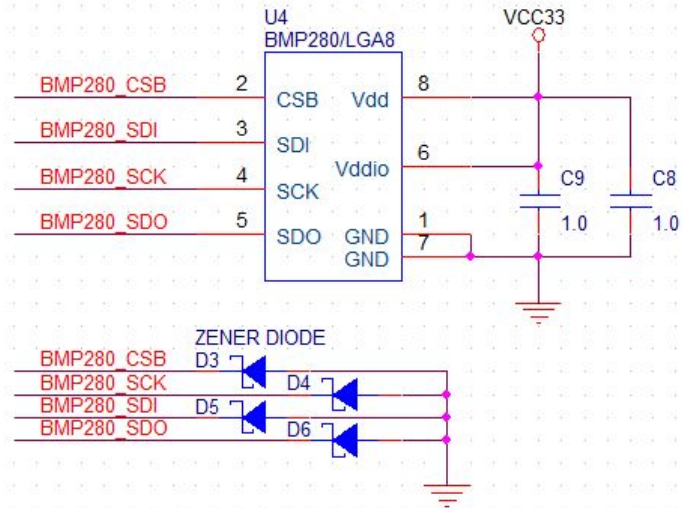 U4
BMP280/LGA8
VCC33
BMP280_CSB 2 CSB Vdd 8
BMP280_SDI 3 SDI
Vddio 6
BMP280_SCK 4 SCK
C9 C8
BMP280_SDO 5 SDO GND 1
1.0 1.0
GND 7
ZENER DIODE
BMP280_CSB D3
BMP280_SCK D4
BMP280_SDI D5
BMP280_SDO D6